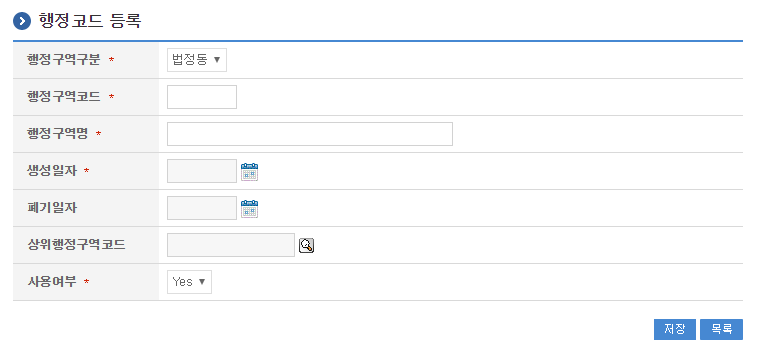 행정코드 등록
행정구역구분 *
법정동 ▼
행정구역코드 *
행정구역명 *
생성일자 *
폐기일자
상위행정구역코드
사용여부 *
Yes ▼
저장 목록